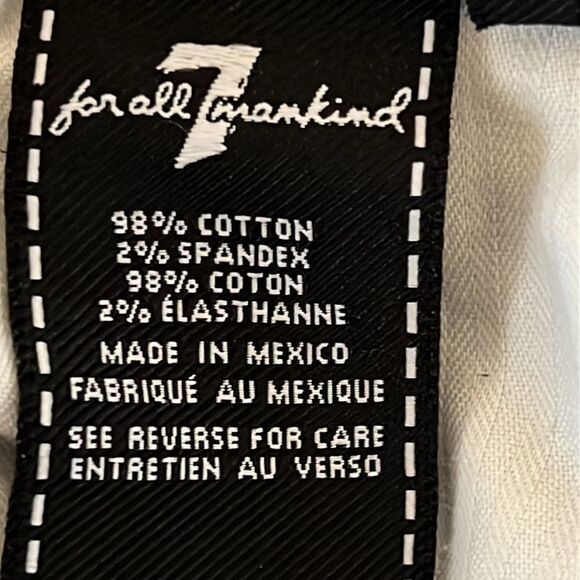 for all 7 mankind
98% COTTON
2% SPANDEX
98% COTON
2% ÉLASTHANNE
MADE IN MEXICO
FABRIQUÉ AU MEXIQUE
SEE REVERSE FOR CARE
ENTRETIEN AU VERSO